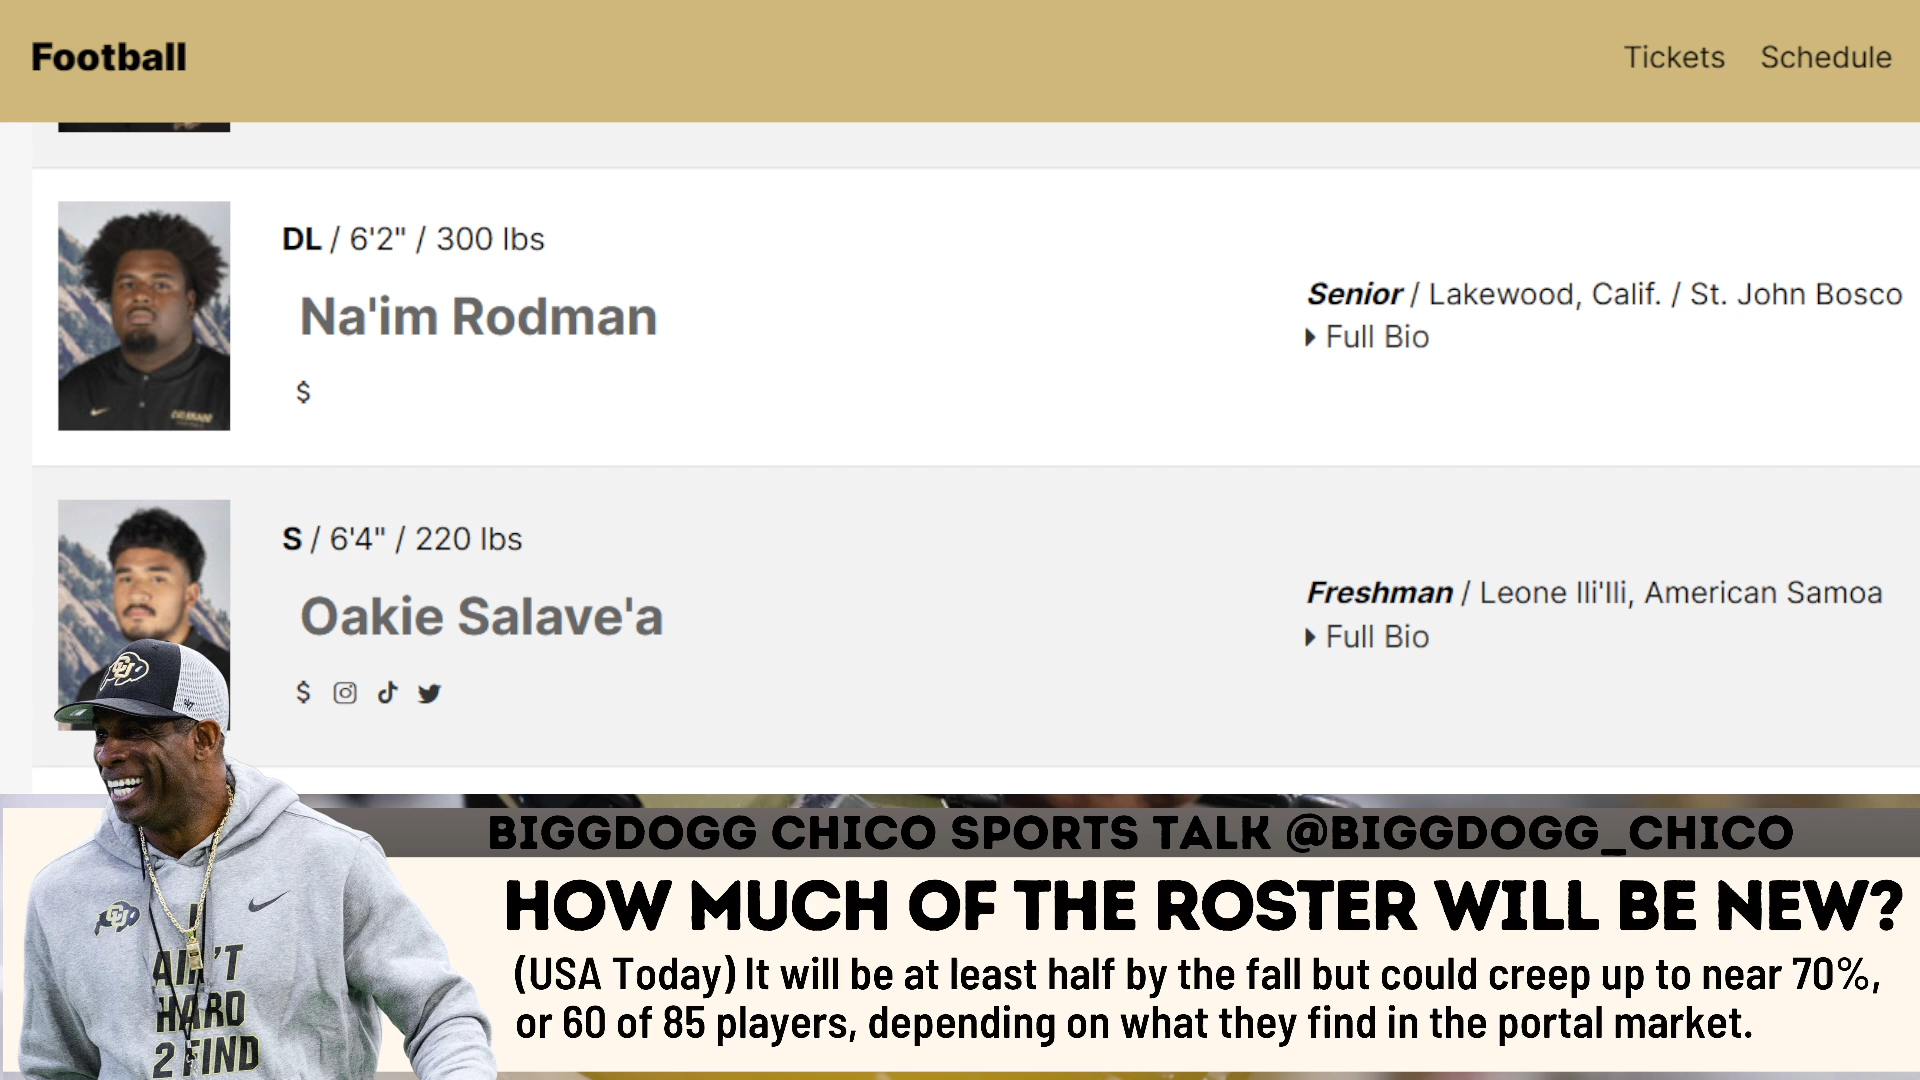 Football
Tickets Schedule
DL / 6'2" / 300 lbs
Na'im Rodman
$
Senior / Lakewood, Calif. / St. John Bosco
Full Bio
S / 6'4" / 220 lbs
Oakie Salave'a
$
Freshman / Leone Ili'Ili, American Samoa
Full Bio
CU
'47
BIGGDOGG CHICO SPORTS TALK @BIGGDOGG_CHICO
HOW MUCH OF THE ROSTER WILL BE NEW?
(USA Today) It will be at least half by the fall but could creep up to near 70%,
or 60 of 85 players, depending on what they find in the portal market.
CU
I
AIN'T
HARD
2 FIND